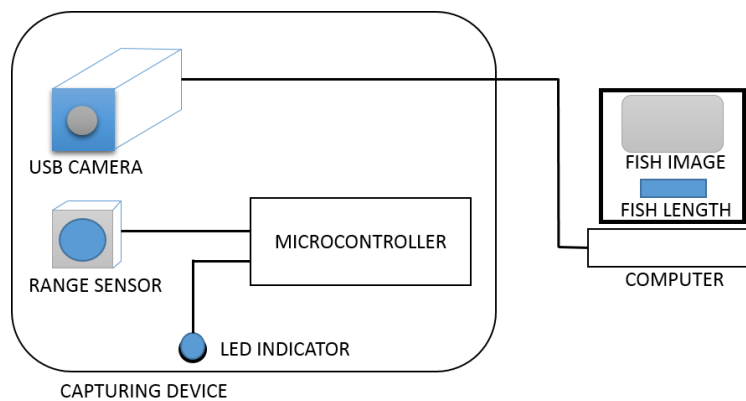 USB CAMERA
FISH IMAGE
FISH LENGTH
MICROCONTROLLER
RANGE SENSOR
COMPUTER
LED INDICATOR
CAPTURING DEVICE